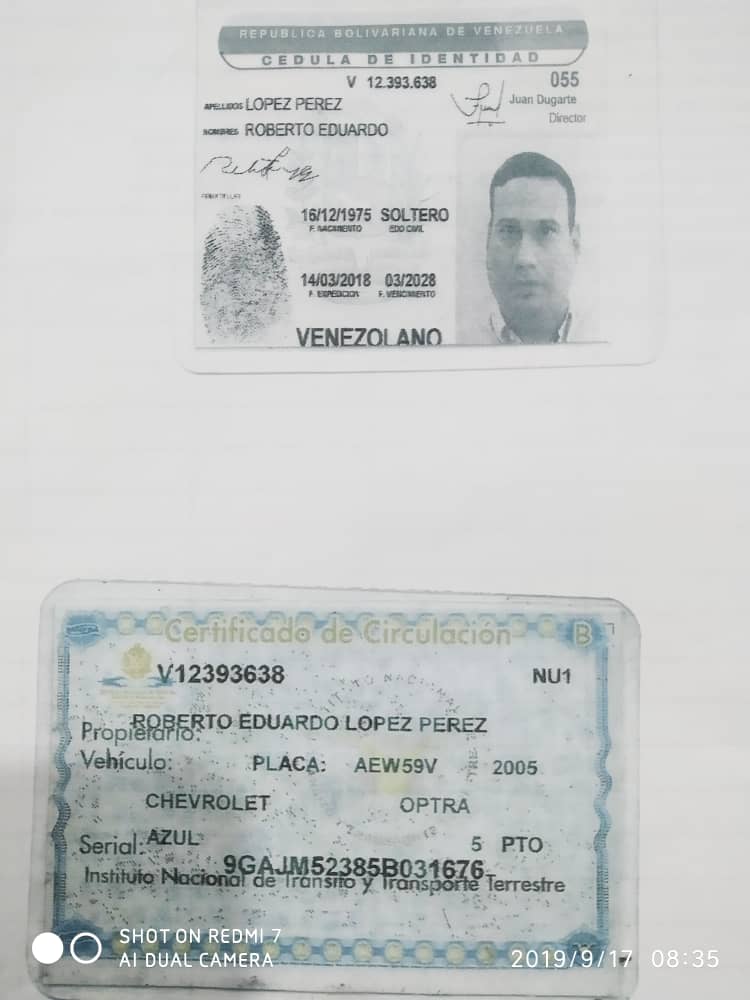 REPUBLICA BOLIVARIANA DE VENEZUELA
CEDULA DE IDENTIDAD
V 12.393.638
055
APELLIDOS LOPEZ PEREZ
Juan Dugarte
Director
NOMBRES ROBERTO EDUARDO
FIRMA TITULAR
16/12/1975 SOLTERO
F. NACIMIENTO EDO CIVIL
14/03/2018 03/2028
F. EXPEDICION F. VENCIMIENTO
VENEZOLANO
Certificado de Circulación B
V12393638 NU1
ROBERTO EDUARDO LOPEZ PEREZ
Propietario:
Vehículo: PLACA: AEW59V 2005
CHEVROLET OPTRA
Serial: AZUL 5 PTO
9GAJM52385B031676
Instituto Nacional de Tránsito y Transporte Terrestre
SHOT ON REDMI 7
AI DUAL CAMERA
2019/9/17 08:35